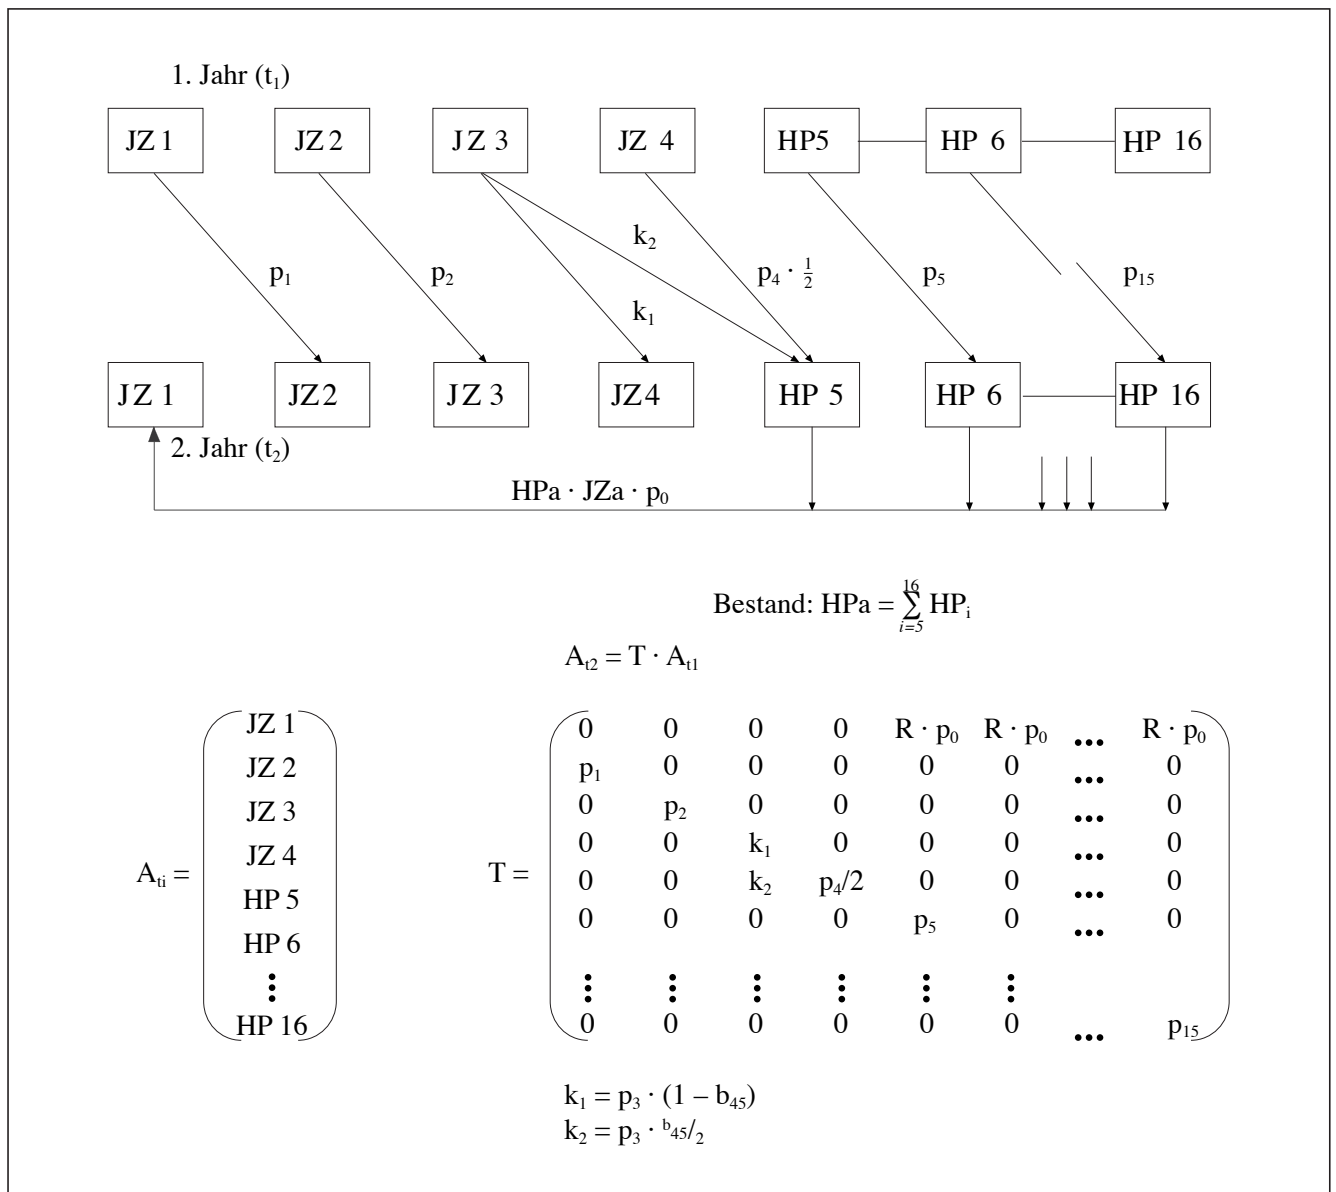 1. Jahr (t₁)
JZ 1 JZ 2 JZ 3 JZ 4 HP5 HP 6 HP 16
k₂
p₁ p₂ p₄ · ½ p₅ p₁₅
k₁
JZ 1 JZ2 JZ 3 JZ4 HP 5 HP 6 HP 16
2. Jahr (t₂)
HPa · JZa · p₀
Bestand: HPa = ∑ᵢ₌₅¹⁶ HPᵢ
Aₜ₂ = T · Aₜ₁
Aₜᵢ =
JZ 1
JZ 2
JZ 3
JZ 4
HP 5
HP 6
⋮
HP 16
T =
0 0 0 0 R · p₀ R · p₀ ... R · p₀
p₁ 0 0 0 0 0 ... 0
0 p₂ 0 0 0 0 ... 0
0 0 k₁ 0 0 0 ... 0
0 0 k₂ p₄/2 0 0 ... 0
0 0 0 0 p₅ 0 ... 0
⋮ ⋮ ⋮ ⋮ ⋮ ⋮
0 0 0 0 0 0 ... p₁₅
k₁ = p₃ · (1 – b₄₅)
k₂ = p₃ · b₄₅/₂